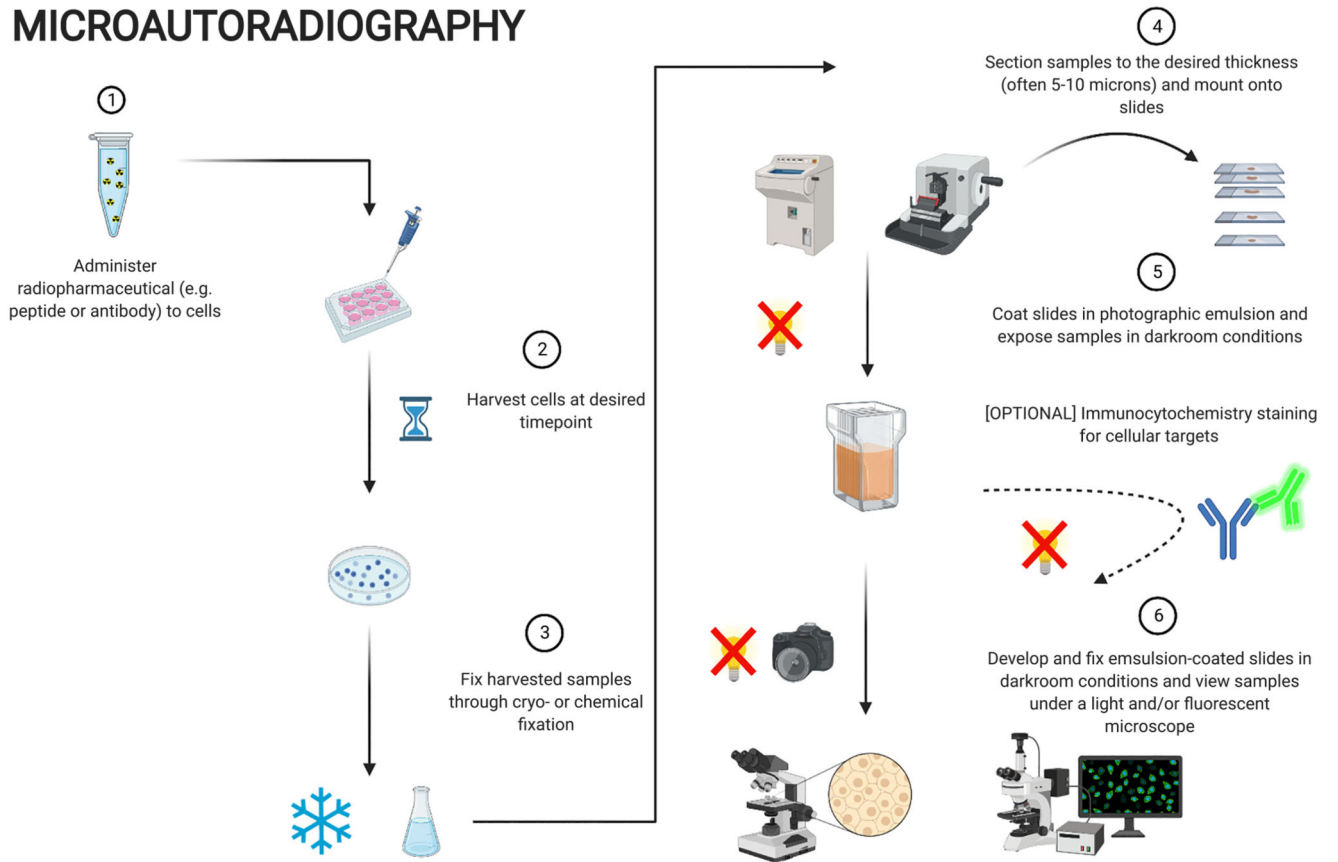 MICROAUTORADIOGRAPHY
1
Administer
radiopharmaceutical (e.g.
peptide or antibody) to cells
2
Harvest cells at desired
timepoint
3
Fix harvested samples
through cryo- or chemical
fixation
4
Section samples to the desired thickness
(often 5-10 microns) and mount onto
slides
5
Coat slides in photographic emulsion and
expose samples in darkroom conditions
[OPTIONAL] Immunocytochemistry staining
for cellular targets
6
Develop and fix emsulsion-coated slides in
darkroom conditions and view samples
under a light and/or fluorescent
microscope